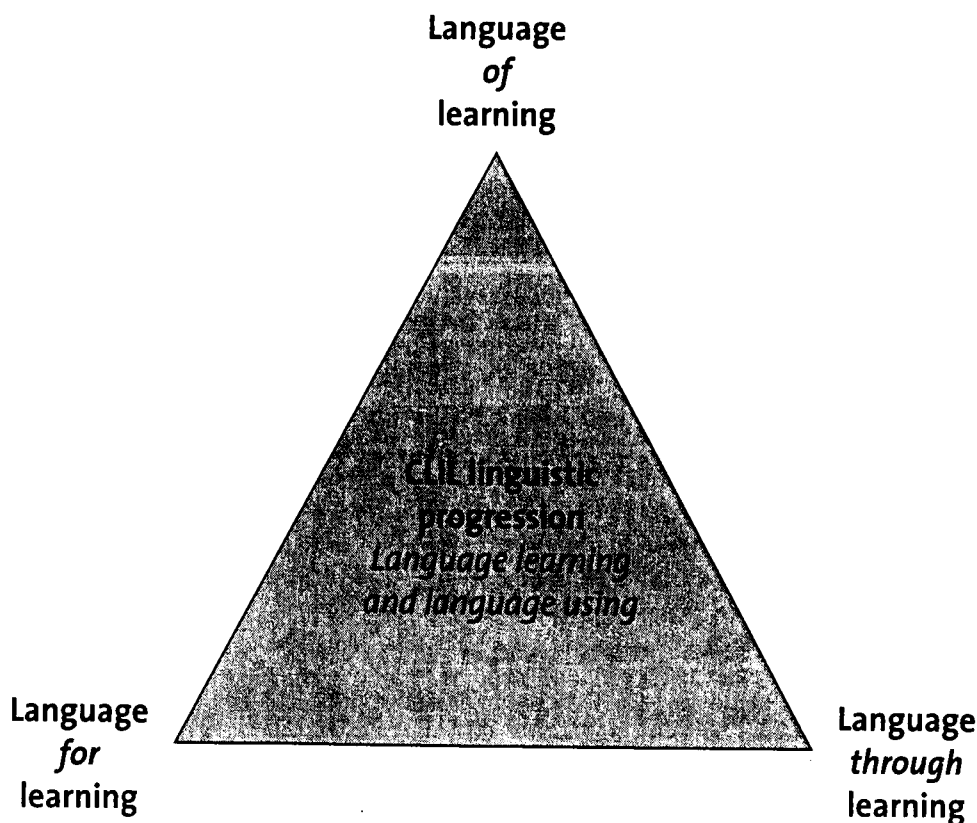 Language
of
learning
CLIL linguistic
progression
Language learning
and language using
Language
for
learning
Language
through
learning